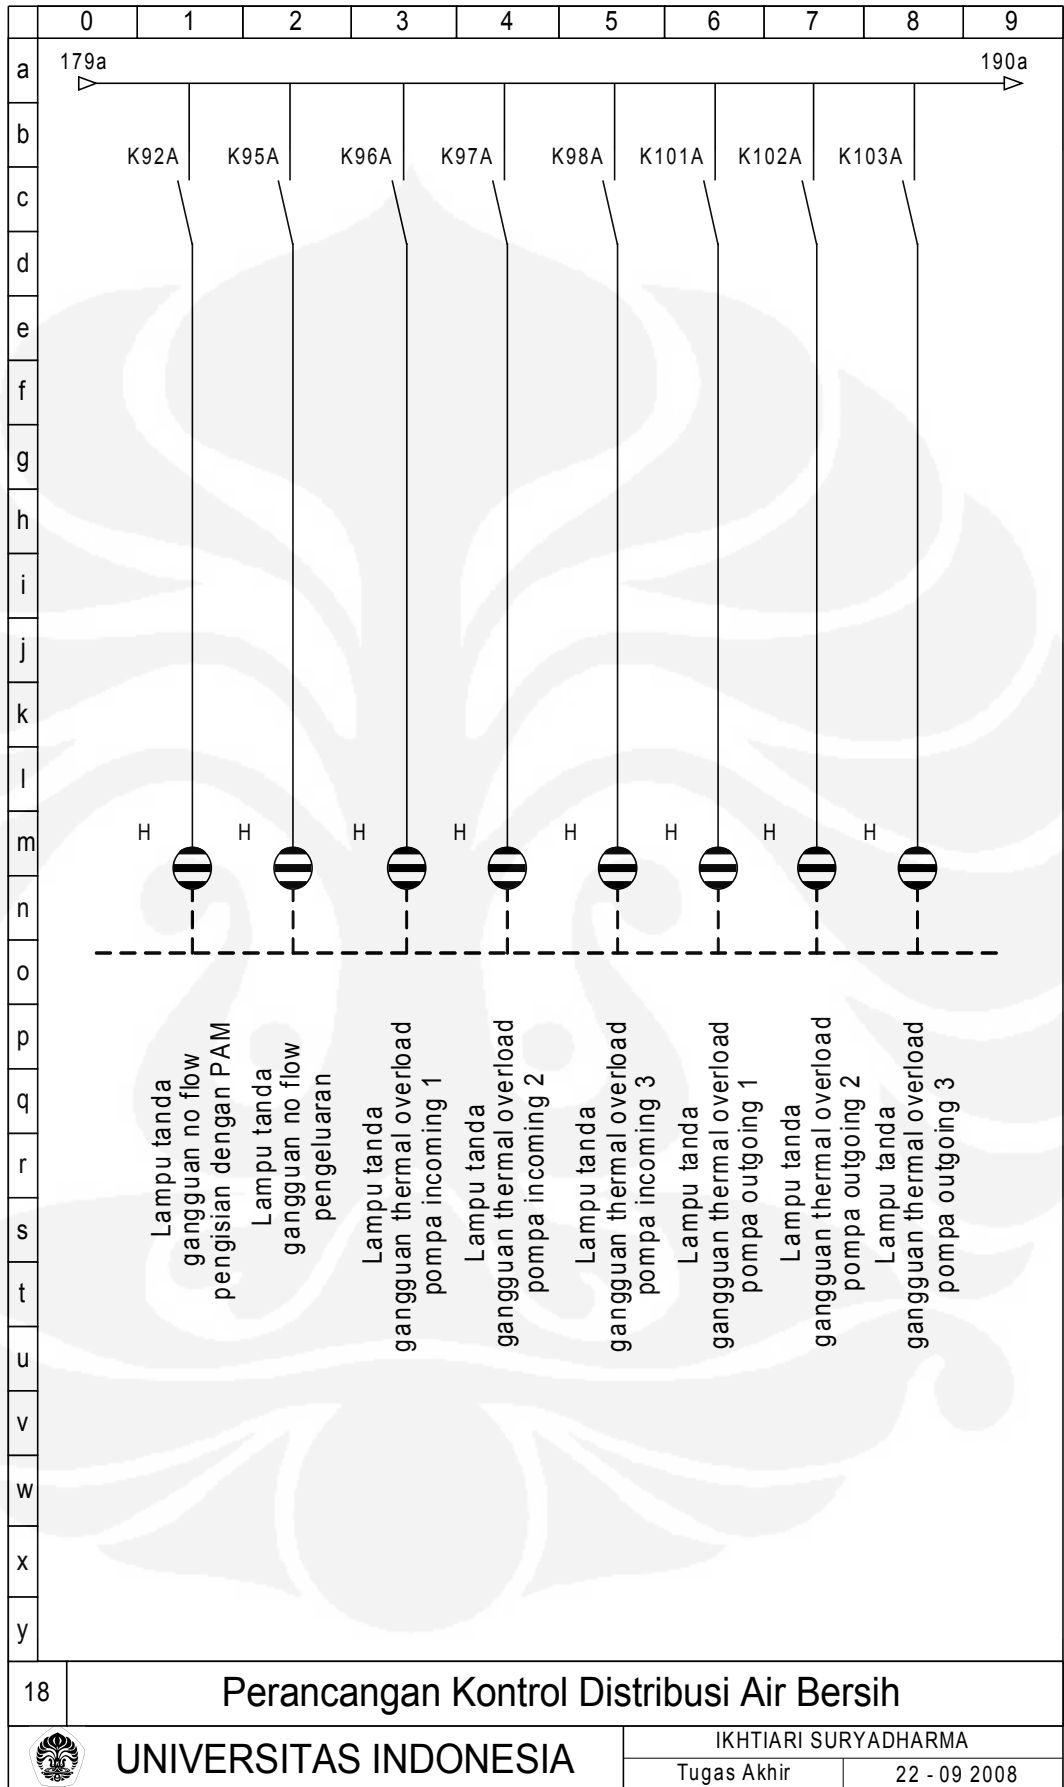 0 1 2 3 4 5 6 7 8 9
a
179a 190a
b
K92A K95A K96A K97A K98A K101A K102A K103A
c
d
e
f
g
h
i
j
k
l
m
H H H H H H H H
n
o
p
q
r
s
t
u
v
w
x
y
Lampu tanda
gangguan no flow
pengisian dengan PAM
Lampu tanda
gangguan no flow
pengeluaran
Lampu tanda
gangguan thermal overload
pompa incoming 1
Lampu tanda
gangguan thermal overload
pompa incoming 2
Lampu tanda
gangguan thermal overload
pompa incoming 3
Lampu tanda
gangguan thermal overload
pompa outgoing 1
Lampu tanda
gangguan thermal overload
pompa outgoing 2
Lampu tanda
gangguan thermal overload
pompa outgoing 3
18
Perancangan Kontrol Distribusi Air Bersih
UNIVERSITAS INDONESIA
IKHTIARI SURYADHARMA
Tugas Akhir
22 - 09 2008